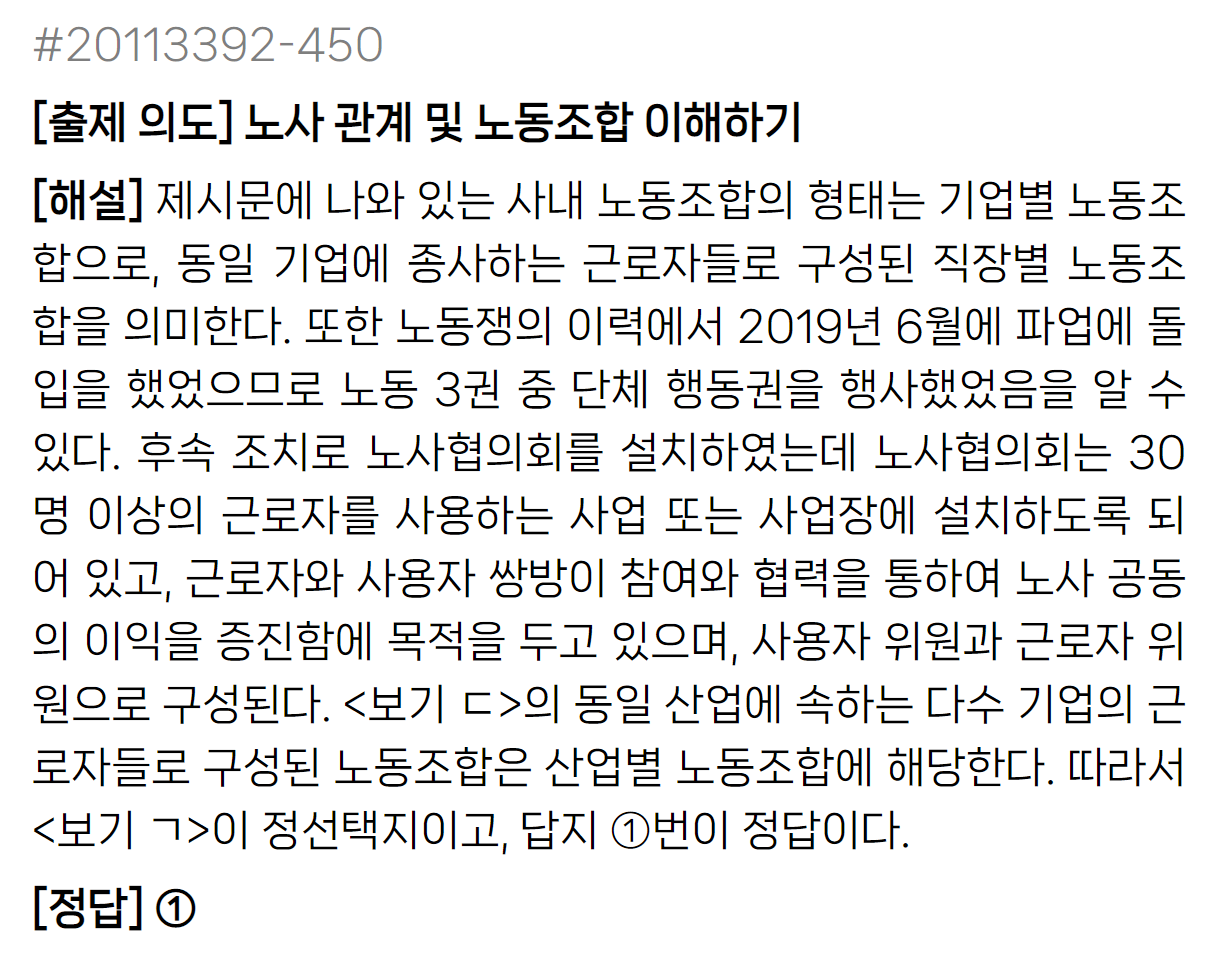 #20113392-450
[출제 의도] 노사 관계 및 노동조합 이해하기
[해설] 제시문에 나와 있는 사내 노동조합의 형태는 기업별 노동조
합으로, 동일 기업에 종사하는 근로자들로 구성된 직장별 노동조
합을 의미한다. 또한 노동쟁의 이력에서 2019년 6월에 파업에 돌
입을 했었으므로 노동 3권 중 단체 행동권을 행사했었음을 알 수
있다. 후속 조치로 노사협의회를 설치하였는데 노사협의회는 30
명 이상의 근로자를 사용하는 사업 또는 사업장에 설치하도록 되
어 있고, 근로자와 사용자 쌍방이 참여와 협력을 통하여 노사 공동
의 이익을 증진함에 목적을 두고 있으며, 사용자 위원과 근로자 위
원으로 구성된다. <보기 ㄷ>의 동일 산업에 속하는 다수 기업의 근
로자들로 구성된 노동조합은 산업별 노동조합에 해당한다. 따라서
<보기 ㄱ>이 정선택지이고, 답지 ①번이 정답이다.
[정답] ①